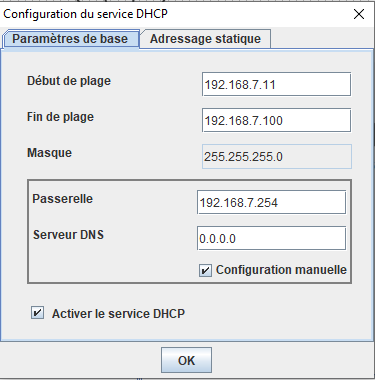 Configuration du service DHCP
Paramètres de base
Adressage statique
Début de plage
192.168.7.11
Fin de plage
192.168.7.100
Masque
255.255.255.0
Passerelle
192.168.7.254
Serveur DNS
0.0.0.0
Configuration manuelle
Activer le service DHCP
OK